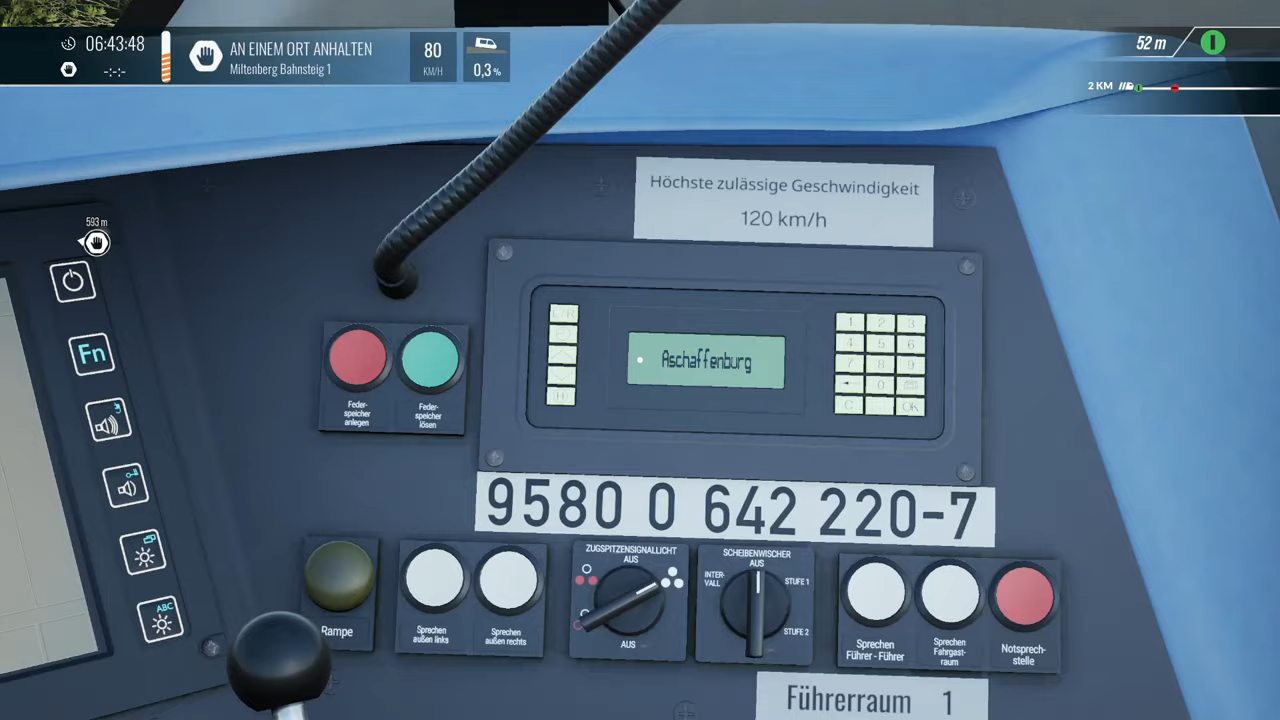 06:43:48
-:--
AN EINEM ORT ANHALTEN
Miltenberg Bahnsteig 1
80
KM/H
0,3 %
52 m
2 KM
593 m
Höchste zulässige Geschwindigkeit
120 km/h
Fn
ABC
Aschaffenburg
1 2 3
4 5 6
7 8 9
0
C OK
Feder-
speicher
anlegen
Feder-
speicher
lösen
9580 0 642 220-7
Rampe
Sprechen
außen links
Sprechen
außen rechts
ZUGSPITZENSIGNALLICHT
AUS
AUS
SCHEIBENWISCHER
AUS
INTER-
VALL
STUFE 1
STUFE 2
Sprechen
Führer - Führer
Sprechen
Fahrgast-
raum
Notsprech-
stelle
Führerraum 1